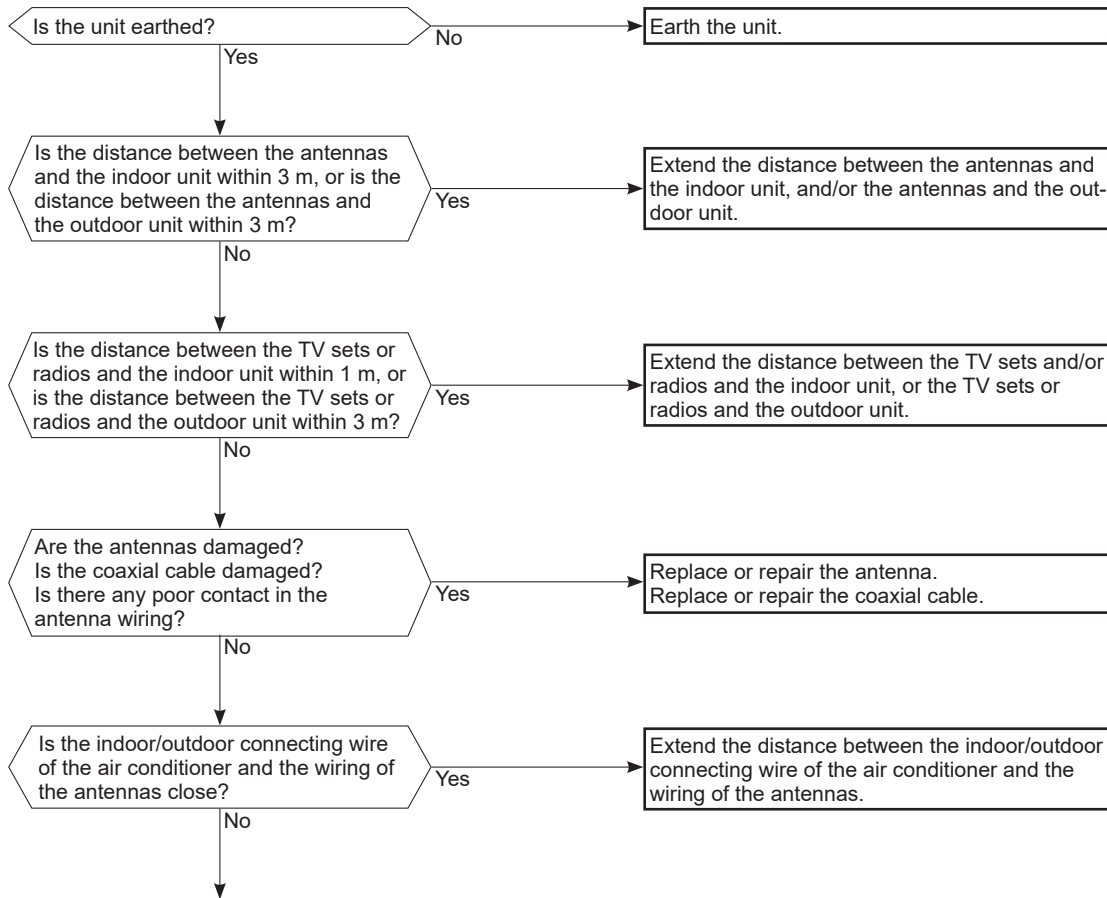 Is the unit earthed?
No
Earth the unit.
Yes
Is the distance between the antennas
and the indoor unit within 3 m, or is the
distance between the antennas and
the outdoor unit within 3 m?
Yes
Extend the distance between the antennas and
the indoor unit, and/or the antennas and the out-
door unit.
No
Is the distance between the TV sets or
radios and the indoor unit within 1 m, or
is the distance between the TV sets or
radios and the outdoor unit within 3 m?
Yes
Extend the distance between the TV sets and/or
radios and the indoor unit, or the TV sets or
radios and the outdoor unit.
No
Are the antennas damaged?
Is the coaxial cable damaged?
Is there any poor contact in the
antenna wiring?
Yes
Replace or repair the antenna.
Replace or repair the coaxial cable.
No
Is the indoor/outdoor connecting wire
of the air conditioner and the wiring of
the antennas close?
Yes
Extend the distance between the indoor/outdoor
connecting wire of the air conditioner and the
wiring of the antennas.
No